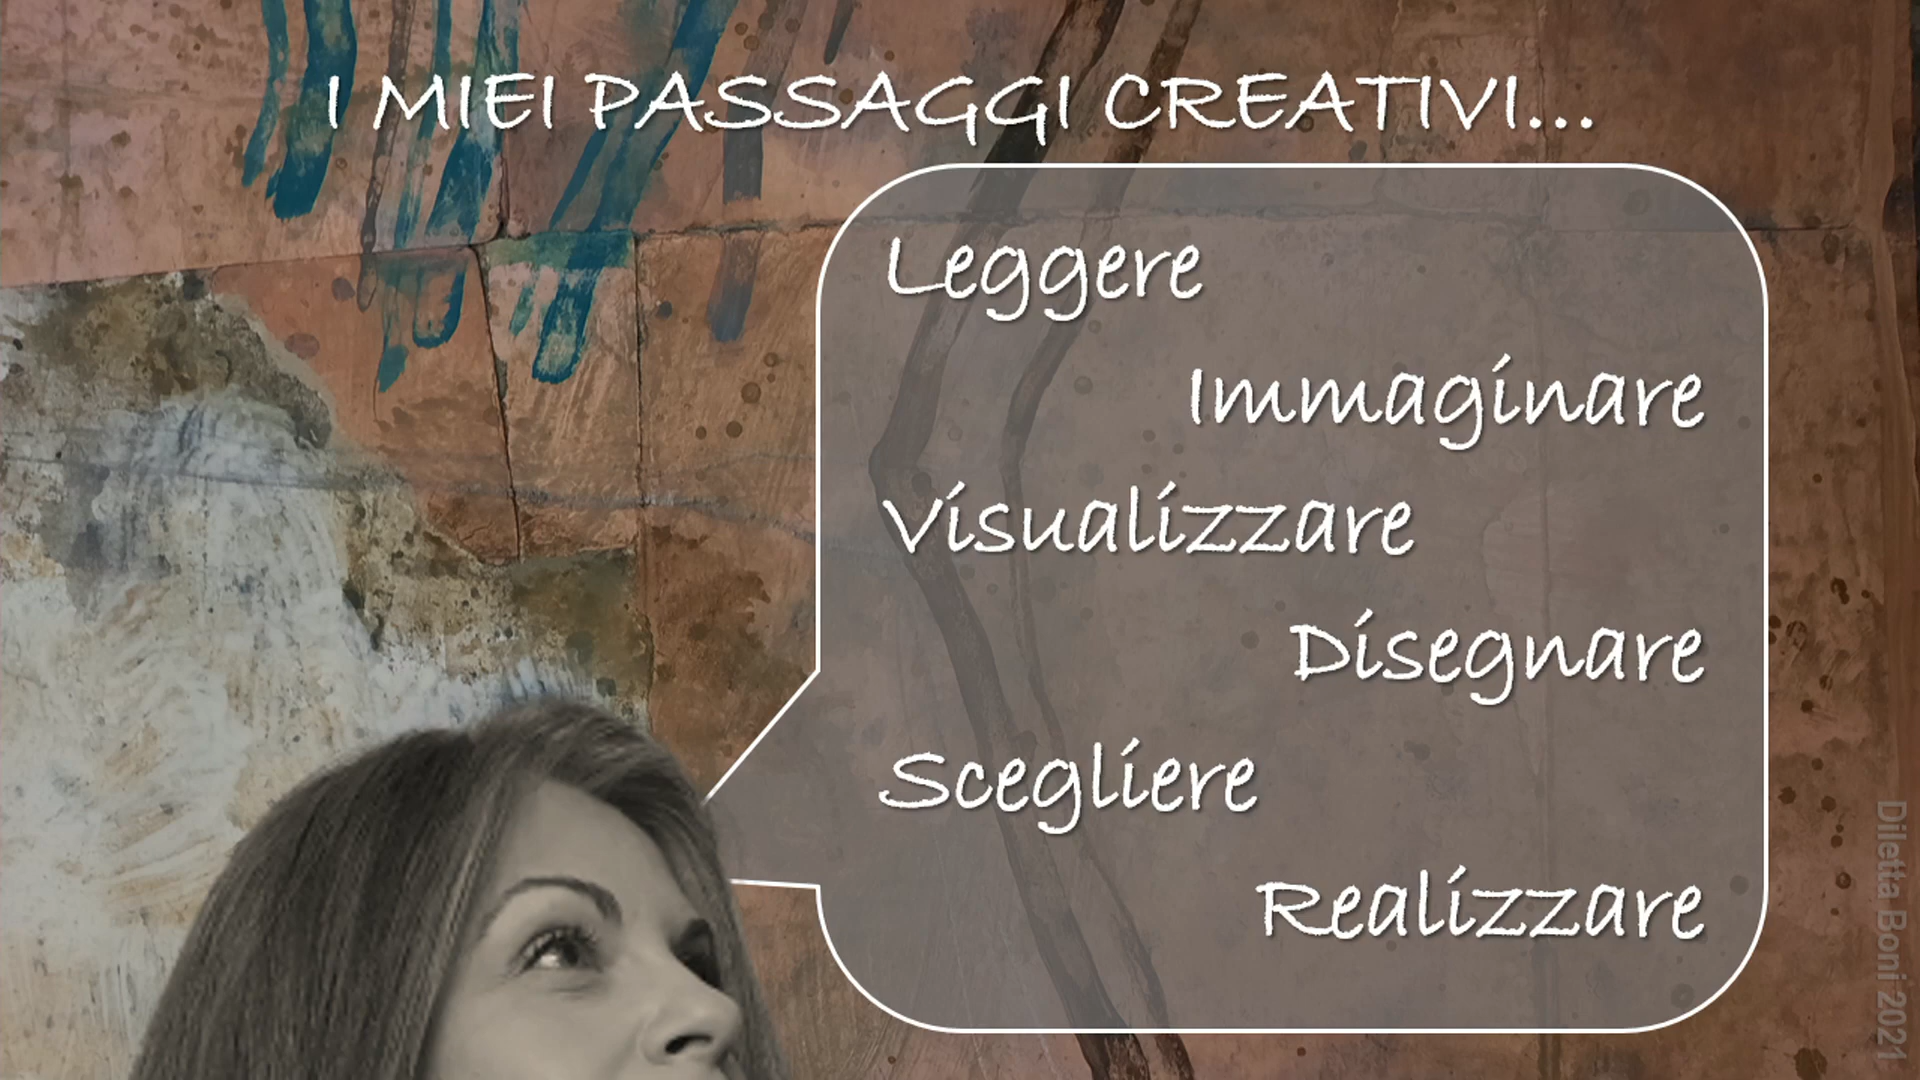 I MIEI PASSAGGI CREATIVI...
Leggere
Immaginare
Visualizzare
Disegnare
Scegliere
Realizzare
Diletta Boni 2021